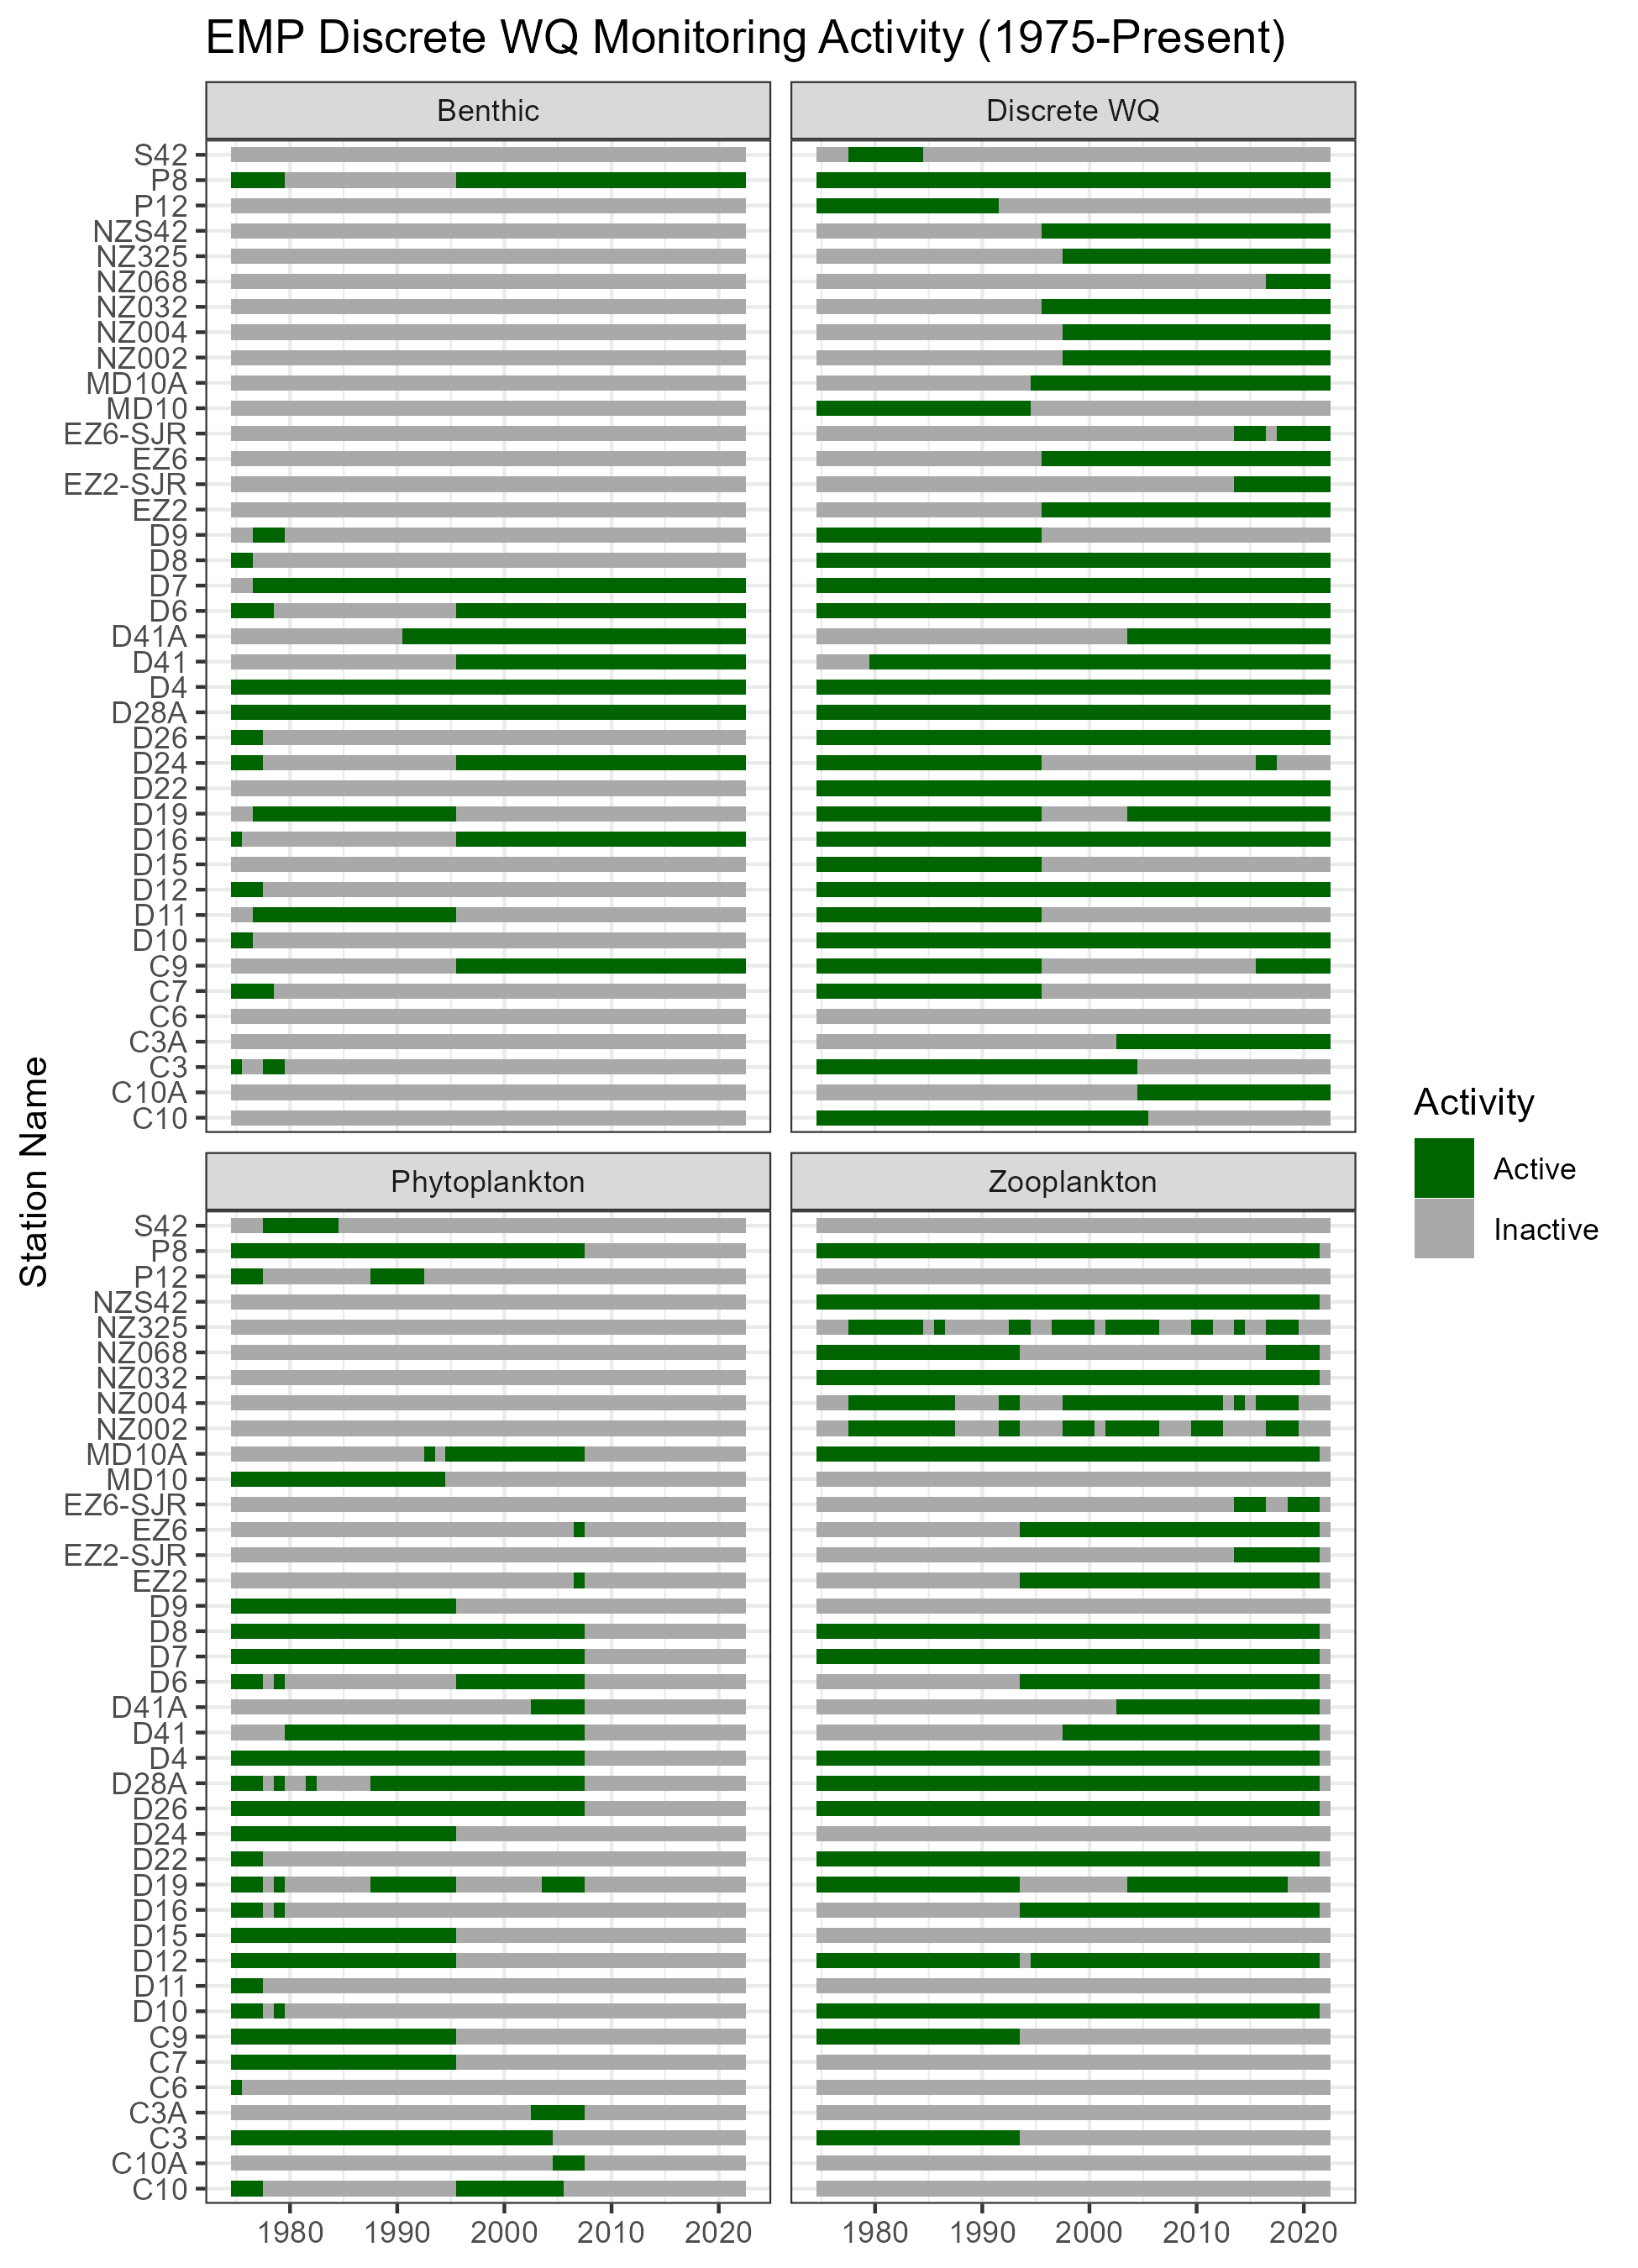 EMP Discrete WQ Monitoring Activity (1975-Present)
Benthic
Discrete WQ
S42
P8
P12
NZS42
NZ325
NZ068
NZ032
NZ004
NZ002
MD10A
MD10
EZ6-SJR
EZ6
EZ2-SJR
EZ2
D9
D8
D7
D6
D41A
D41
D4
D28A
D26
D24
D22
D19
D16
D15
D12
D11
D10
C9
C7
C6
C3A
C3
C10A
C10
Station Name
Activity
Active
Inactive
Phytoplankton
Zooplankton
S42
P8
P12
NZS42
NZ325
NZ068
NZ032
NZ004
NZ002
MD10A
MD10
EZ6-SJR
EZ6
EZ2-SJR
EZ2
D9
D8
D7
D6
D41A
D41
D4
D28A
D26
D24
D22
D19
D16
D15
D12
D11
D10
C9
C7
C6
C3A
C3
C10A
C10
1980 1990 2000 2010 2020
1980 1990 2000 2010 2020